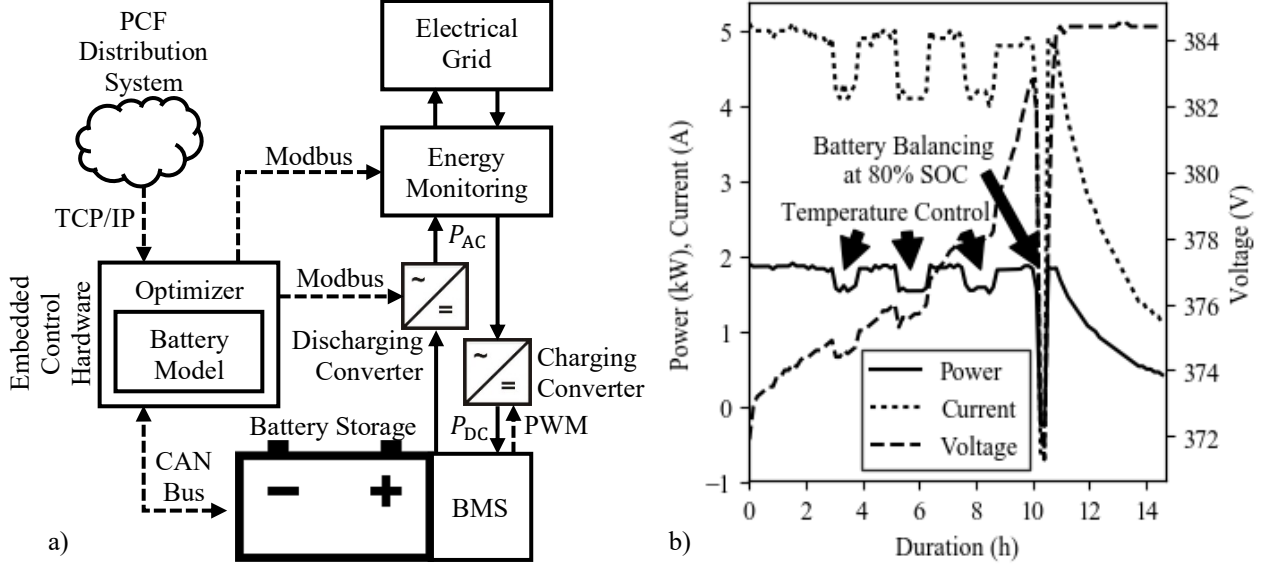 PCF
Distribution
System
TCP/IP
Modbus
Electrical
Grid
Energy
Monitoring
P_AC
Embedded
Control
Hardware
Optimizer
Battery
Model
Modbus
~
=
Discharging
Converter
~
=
Charging
Converter
P_DC
PWM
CAN
Bus
Battery Storage
− +
BMS
a)
5
4
3
2
1
0
−1
Power (kW), Current (A)
Battery Balancing
at 80% SOC
Temperature Control
Power
Current
Voltage
384
382
380
378
376
374
372
Voltage (V)
0 2 4 6 8 10 12 14
Duration (h)
b)